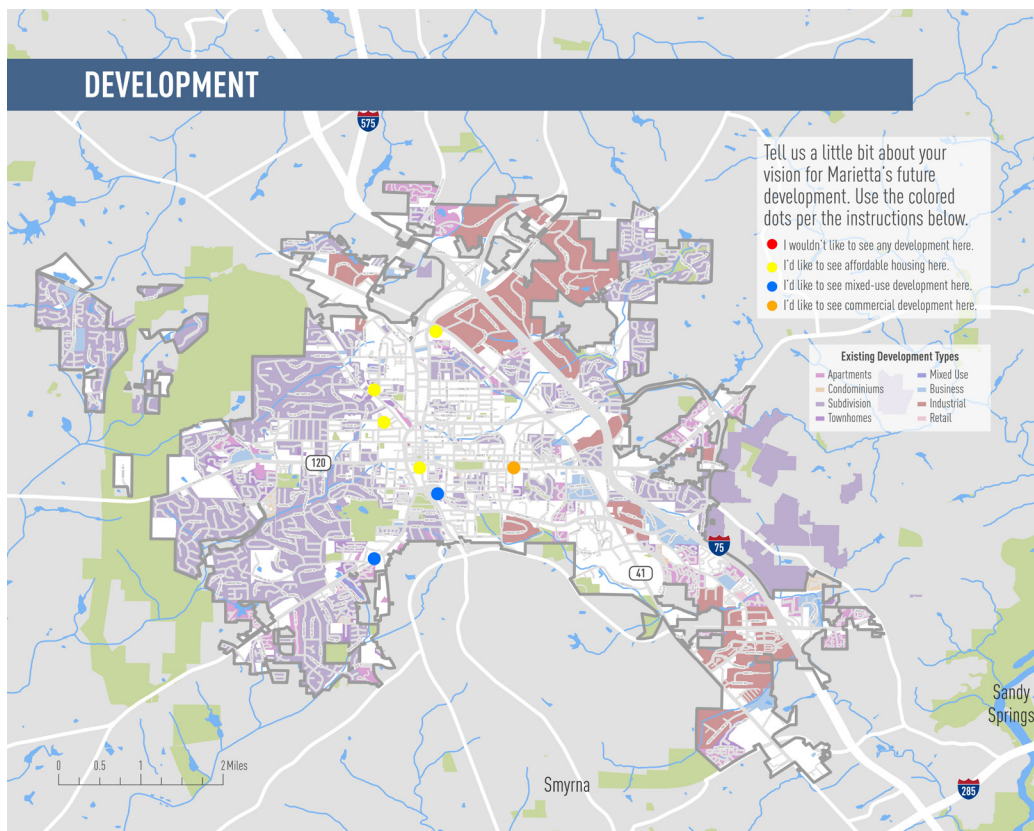 DEVELOPMENT
575
Tell us a little bit about your
vision for Marietta's future
development. Use the colored
dots per the instructions below.
I wouldn't like to see any development here.
I'd like to see affordable housing here.
I'd like to see mixed-use development here.
I'd like to see commercial development here.
Existing Development Types
Apartments
Condominiums
Subdivision
Townhomes
Mixed Use
Business
Industrial
Retail
120
75
41
Sandy
Springs
0 0.5 1 2 Miles
Smyrna
285